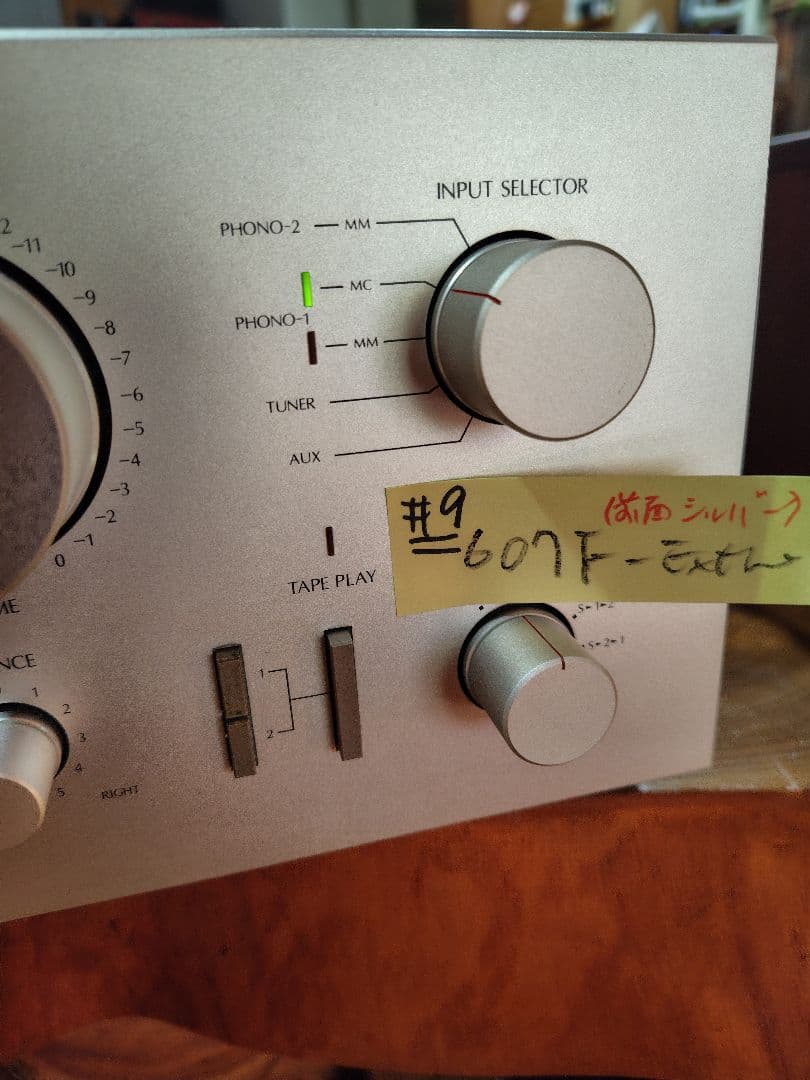 INPUT SELECTOR
PHONO-2 — MM
-11
-10
-9
-8
-7
-6
-5
-4
-3
-2
-1
0
MC
PHONO-1
MM
TUNER
AUX
#9
(前面シルバー)
607F-Extra
TAPE PLAY
1
2
1
2
3
4
5
RIGHT